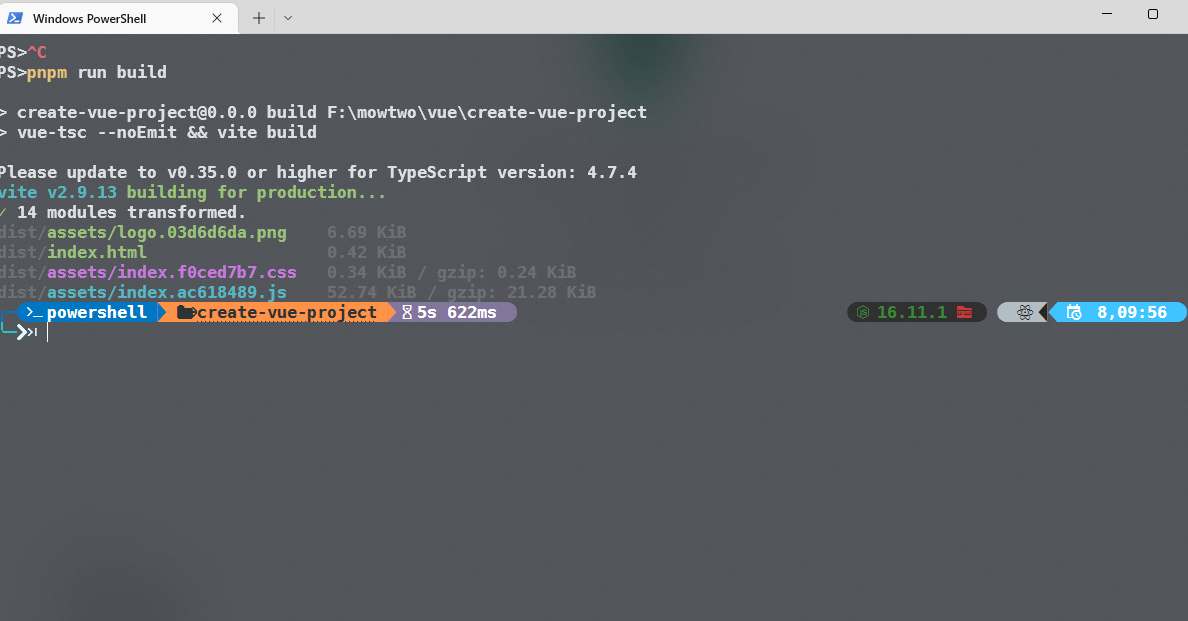 Windows PowerShell
PS>^C
PS>pnpm run build
> create-vue-project@0.0.0 build F:\mowtwo\vue\create-vue-project
> vue-tsc --noEmit && vite build
Please update to v0.35.0 or higher for TypeScript version: 4.7.4
vite v2.9.13 building for production...
✓ 14 modules transformed.
dist/assets/logo.03d6d6da.png    6.69 KiB
dist/index.html                  0.42 KiB
dist/assets/index.f0ced7b7.css   0.34 KiB / gzip: 0.24 KiB
dist/assets/index.ac618489.js    52.74 KiB / gzip: 21.28 KiB
powershell create-vue-project 5s 622ms 16.11.1 8,09:56